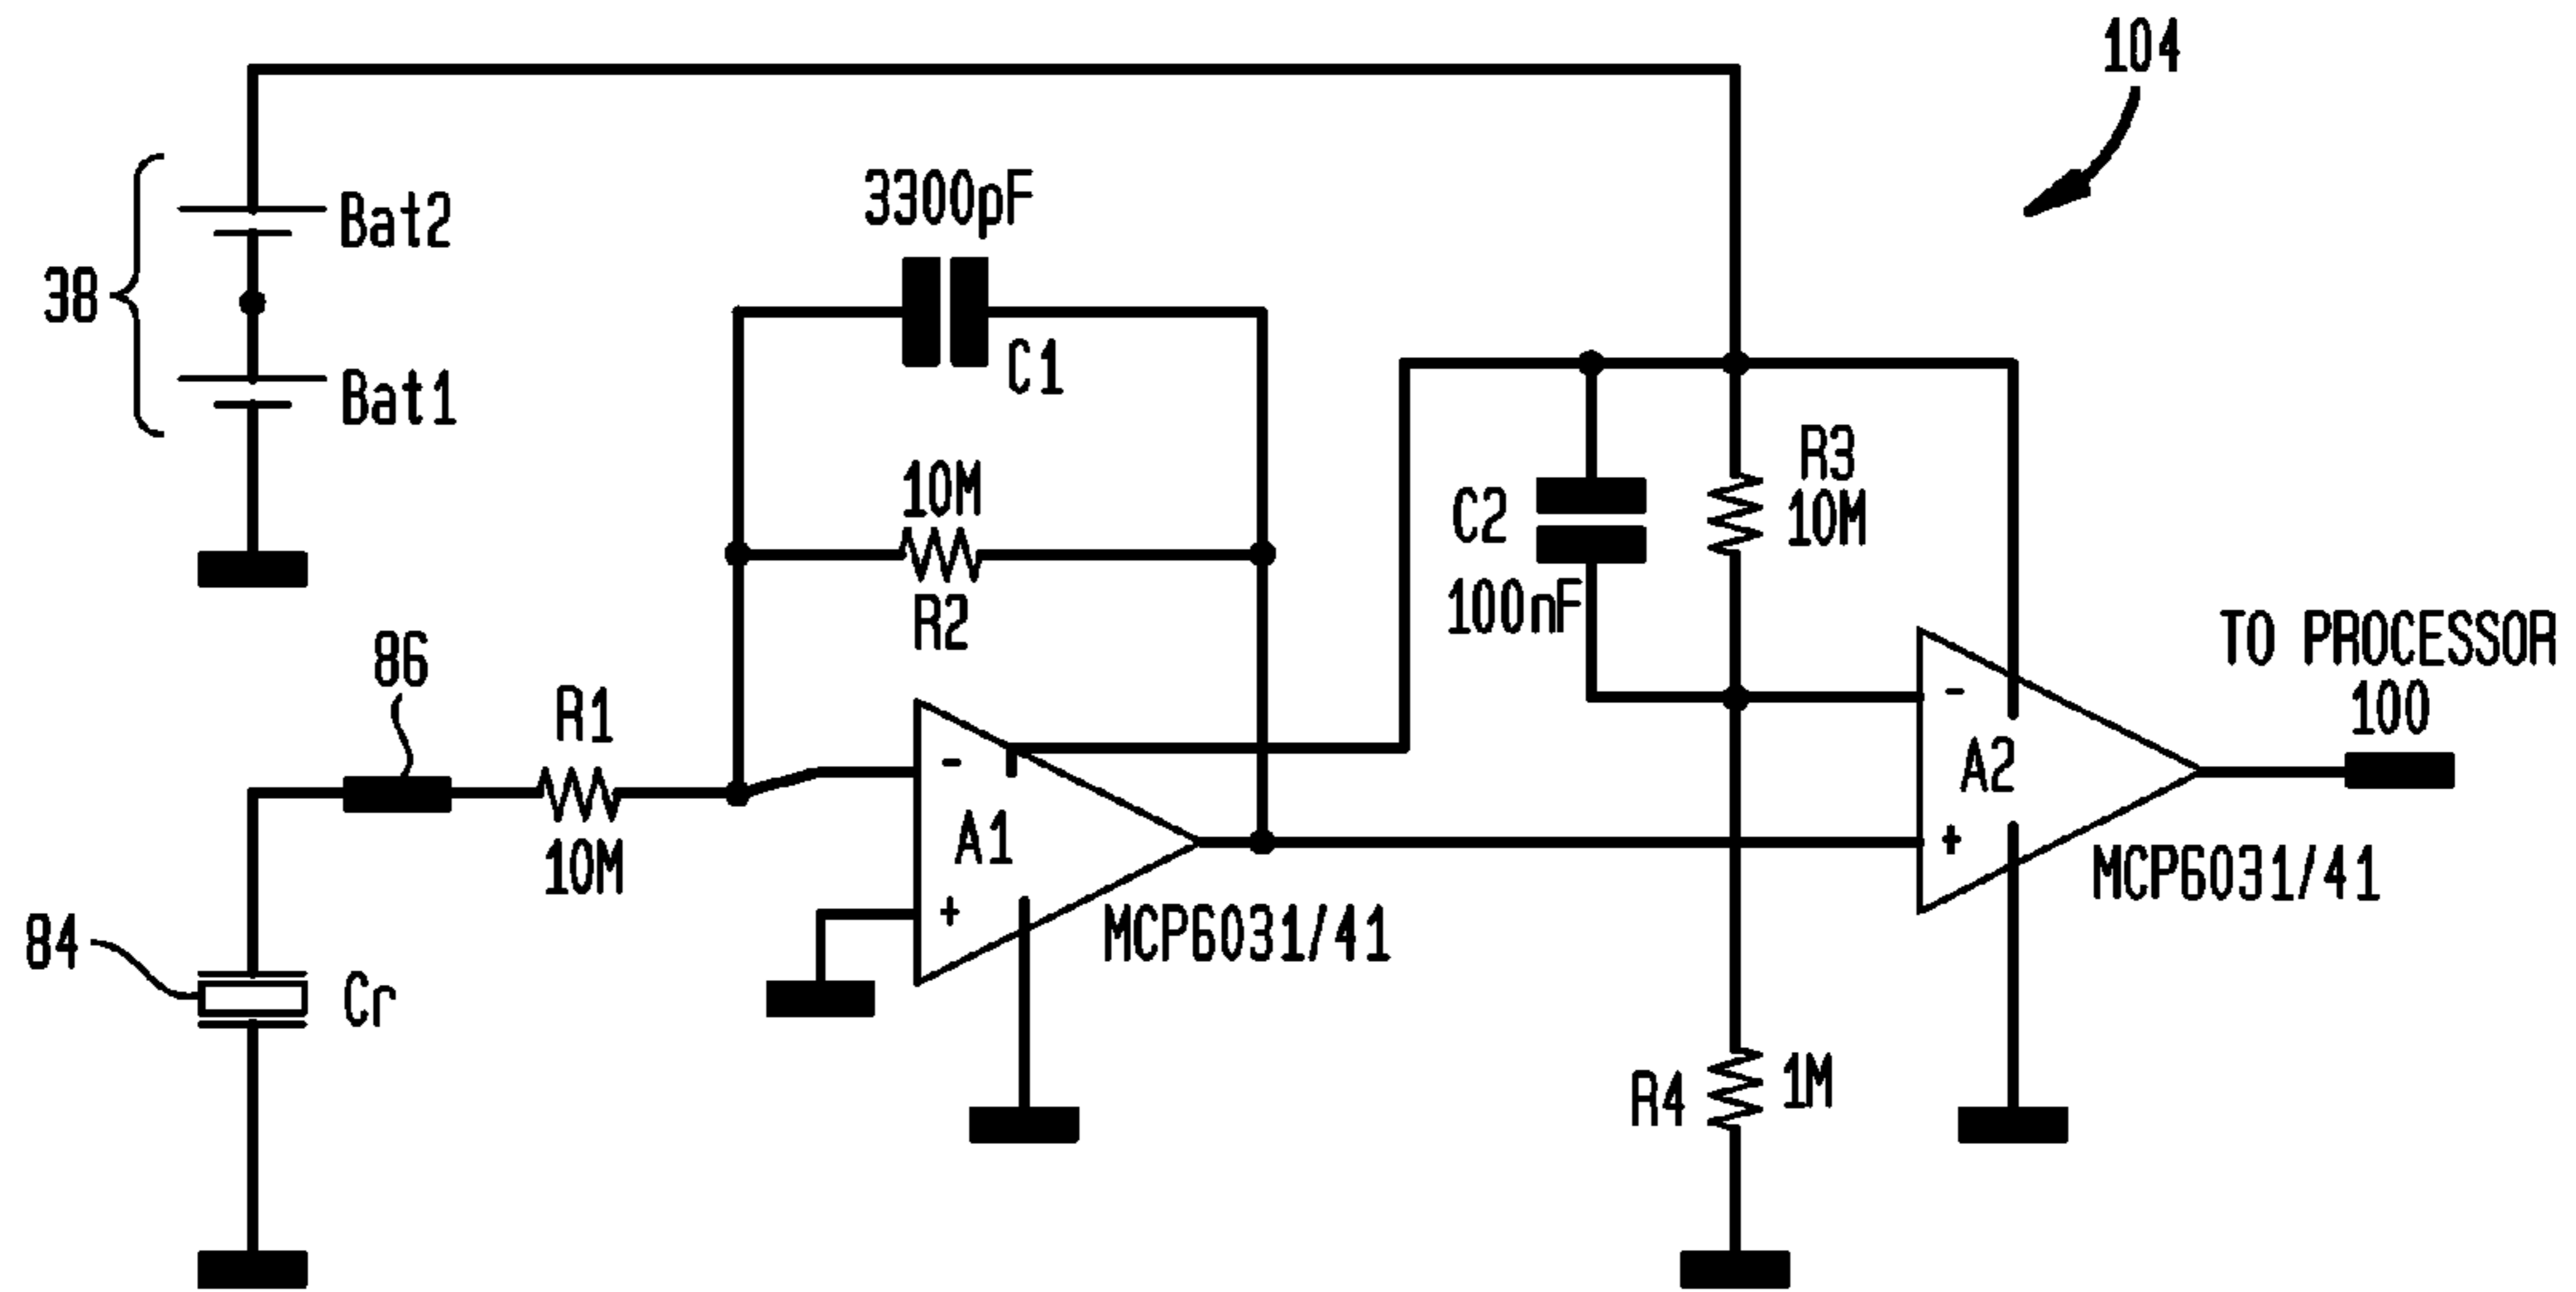 104
3300pF
Bat2
38
C1
Bat1
R3
10M
10M
C2
100nF
R2
TO PROCESSOR
100
86
R1
-
-
A2
A1
10M
+
+
MCP6031/41
MCP6031/41
84
Cr
R4
1M